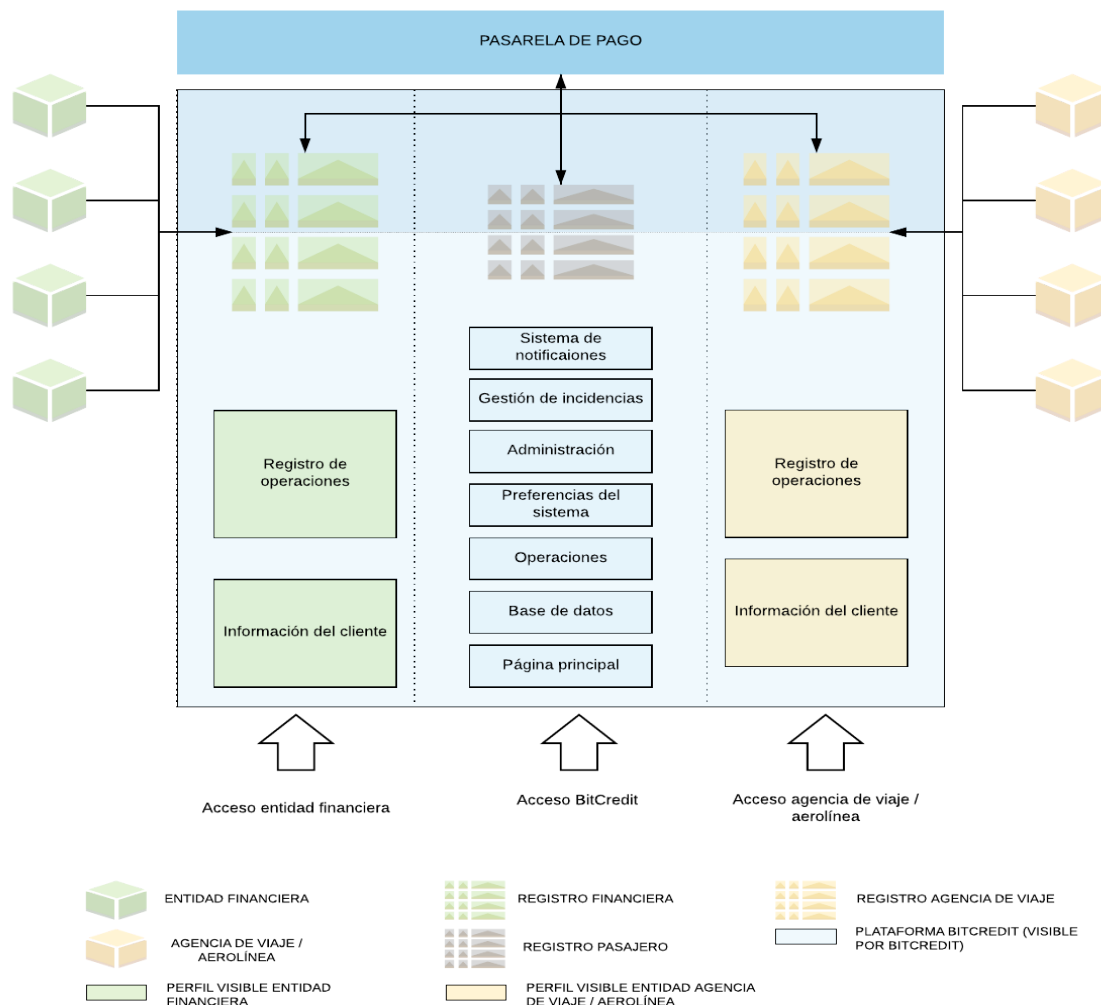 PASARELA DE PAGO
Sistema de
notificaiones
Gestión de incidencias
Administración
Preferencias del
sistema
Operaciones
Base de datos
Página principal
Registro de
operaciones
Información del cliente
Registro de
operaciones
Información del cliente
Acceso entidad financiera
Acceso BitCredit
Acceso agencia de viaje /
aerolínea
ENTIDAD FINANCIERA
REGISTRO FINANCIERA
REGISTRO AGENCIA DE VIAJE
AGENCIA DE VIAJE /
AEROLÍNEA
REGISTRO PASAJERO
PLATAFORMA BITCREDIT (VISIBLE
POR BITCREDIT)
PERFIL VISIBLE ENTIDAD
FINANCIERA
PERFIL VISIBLE ENTIDAD AGENCIA
DE VIAJE / AEROLÍNEA